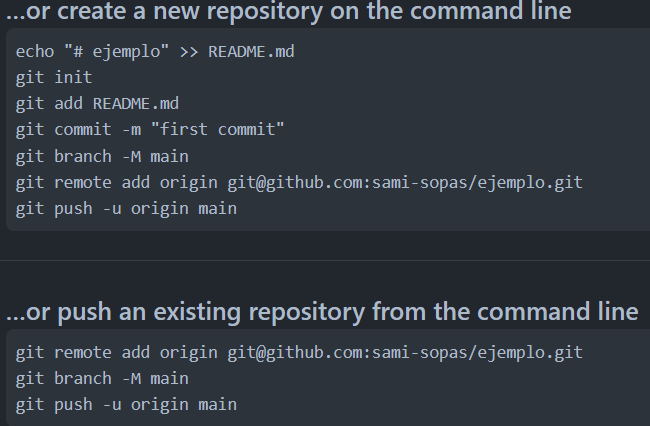 ...or create a new repository on the command line
echo "# ejemplo" >> README.md
git init
git add README.md
git commit -m "first commit"
git branch -M main
git remote add origin git@github.com:sami-sopas/ejemplo.git
git push -u origin main
...or push an existing repository from the command line
git remote add origin git@github.com:sami-sopas/ejemplo.git
git branch -M main
git push -u origin main